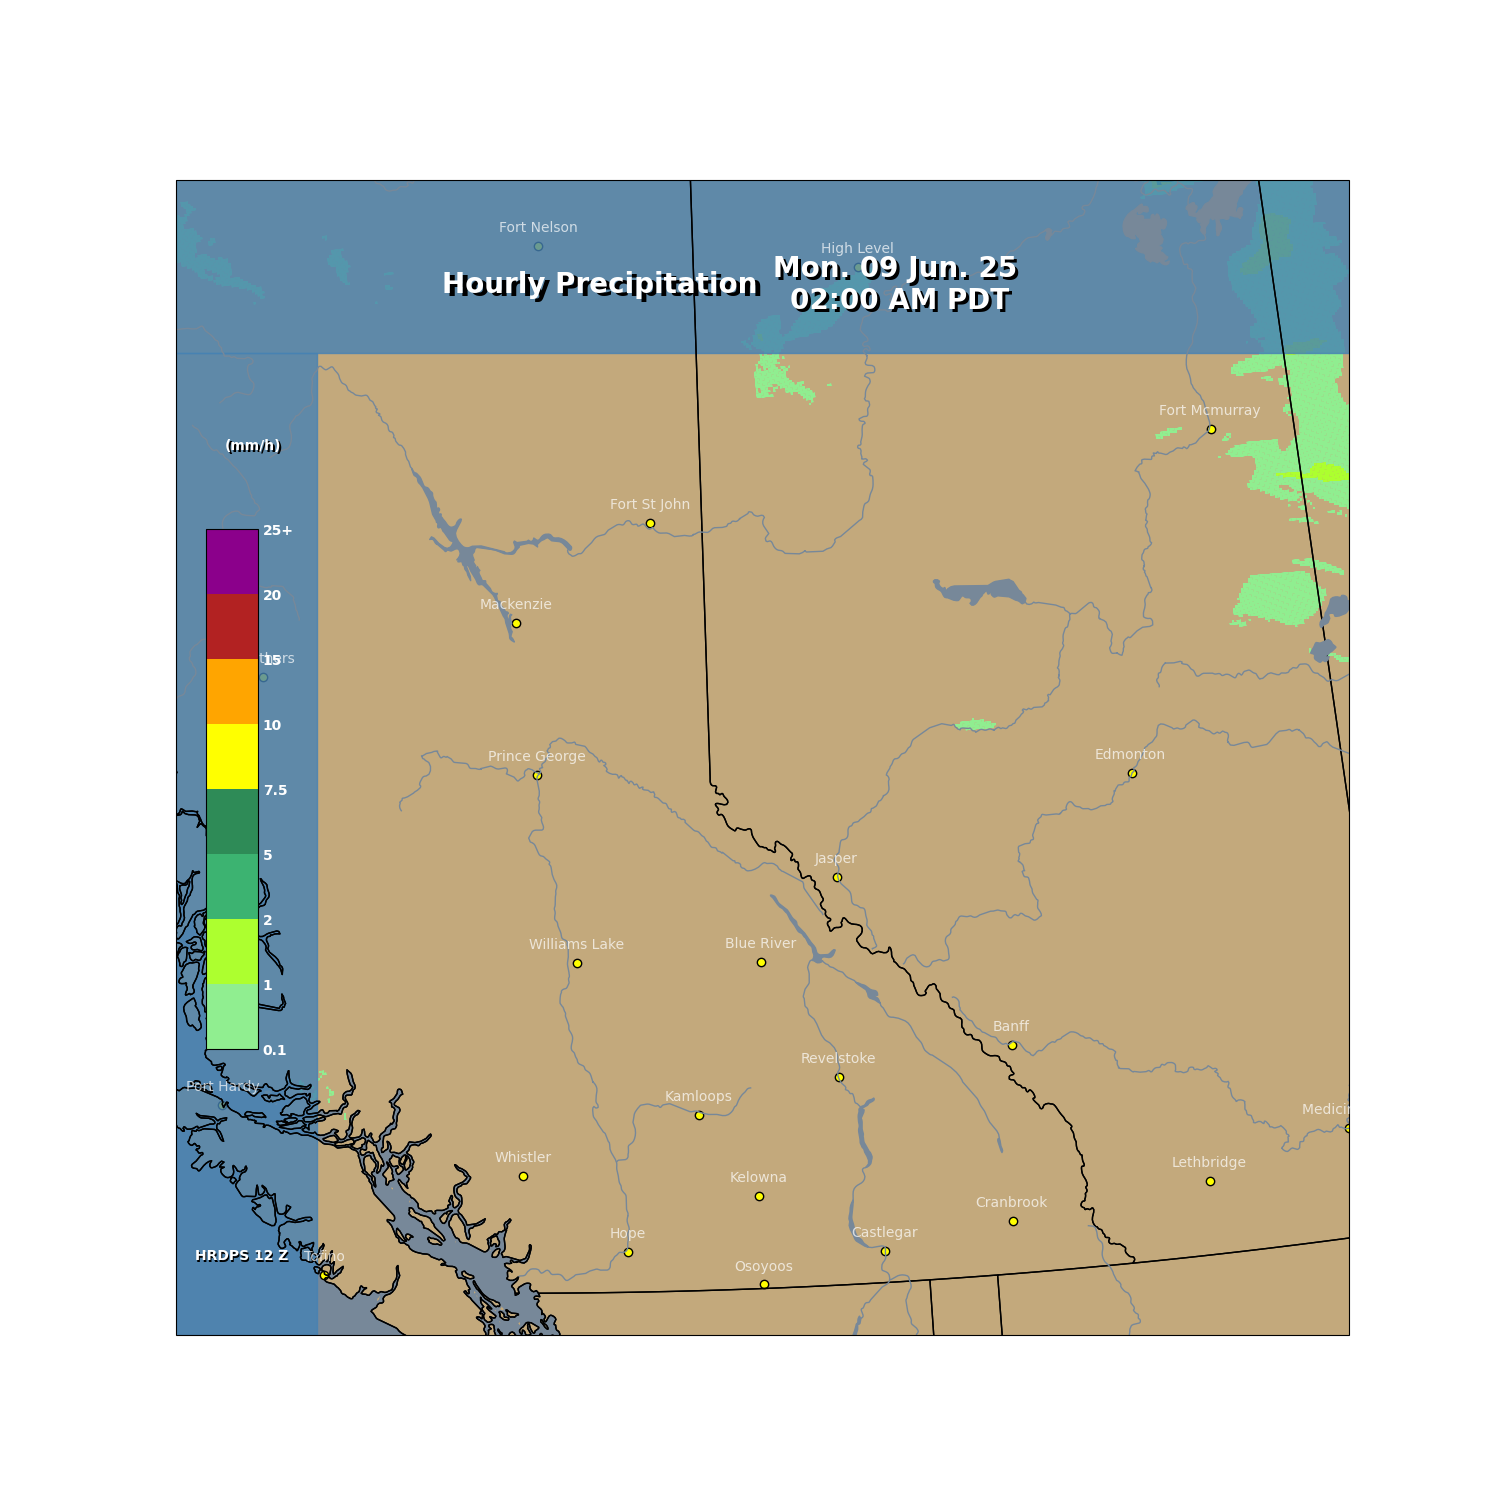 Fort Nelson
High Level
Hourly Precipitation
Mon. 09 Jun. 25
02:00 AM PDT
Fort Mcmurray
(mm/h)
Fort St John
25+
20
Mackenzie
15
10
Prince George
Edmonton
7.5
5
Jasper
2
Williams Lake
Blue River
1
Banff
0.1
Revelstoke
Port Hardy
Kamloops
Medicin
Whistler
Lethbridge
Kelowna
Cranbrook
Hope
Castlegar
HRDPS 12 Z
Tofino
Osoyoos